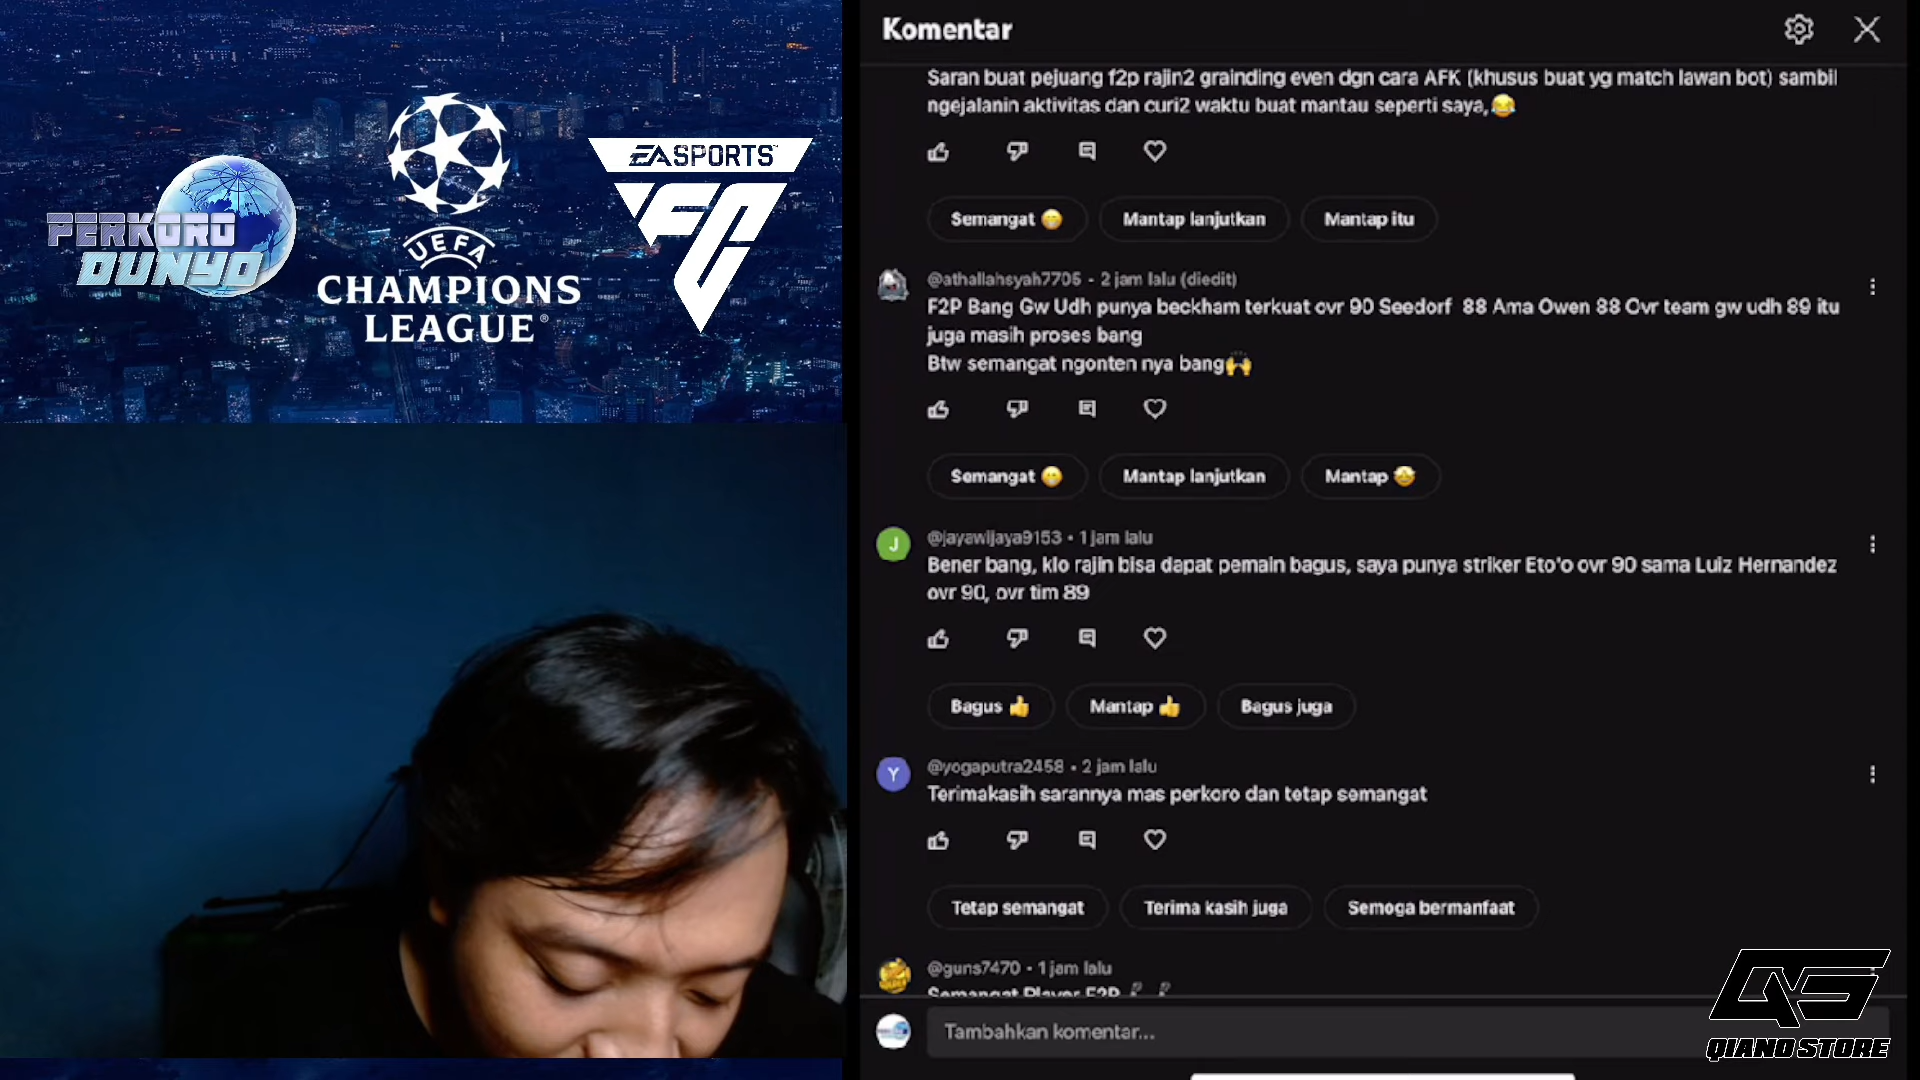 PERKORO
DUNYO
UEFA
CHAMPIONS
LEAGUE
EA SPORTS
FC
Komentar
Saran buat pejuang f2p rajin2 grainding even dgn cara AFK (khusus buat yg match lawan bot) sambil
ngejalanin aktivitas dan curi2 waktu buat mantau seperti saya,😂
Semangat 😁
Mantap lanjutkan
Mantap itu
@athallahsyah7705 • 2 jam lalu (diedit)
F2P Bang Gw Udh punya beckham terkuat ovr 90 Seedorf 88 Ama Owen 88 Ovr team gw udh 89 itu
juga masih proses bang
Btw semangat ngonten nya bang🙌
Semangat 😁
Mantap lanjutkan
Mantap 🤩
J
@jayawijaya9153 • 1 jam lalu
Bener bang, klo rajin bisa dapat pemain bagus, saya punya striker Eto'o ovr 90 sama Luiz Hernandez
ovr 90, ovr tim 89
Bagus 👍
Mantap 👍
Bagus juga
Y
@yogaputra2458 • 2 jam lalu
Terimakasih sarannya mas perkoro dan tetap semangat
Tetap semangat
Terima kasih juga
Semoga bermanfaat
@guns7470 • 1 jam lalu
Semangat Player F2P
Tambahkan komentar...
QS
QIANO STORE